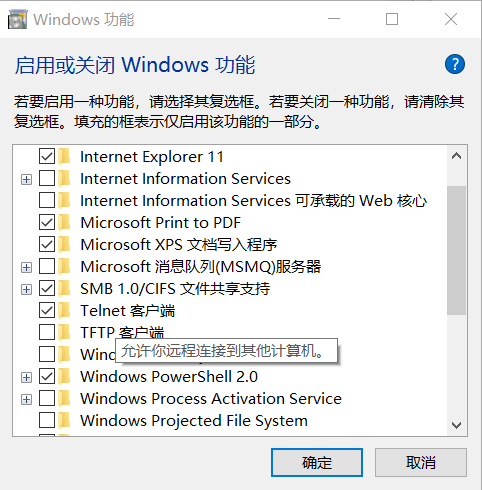 Windows 功能
启用或关闭 Windows 功能
?
若要启用一种功能，请选择其复选框。若要关闭一种功能，请清除其
复选框。填充的框表示仅启用该功能的一部分。
Internet Explorer 11
Internet Information Services
Internet Information Services 可承载的 Web 核心
Microsoft Print to PDF
Microsoft XPS 文档写入程序
Microsoft 消息队列(MSMQ)服务器
SMB 1.0/CIFS 文件共享支持
Telnet 客户端
TFTP 客户端
允许你远程连接到其他计算机。
Windows PowerShell 2.0
Windows Process Activation Service
Windows Projected File System
确定
取消